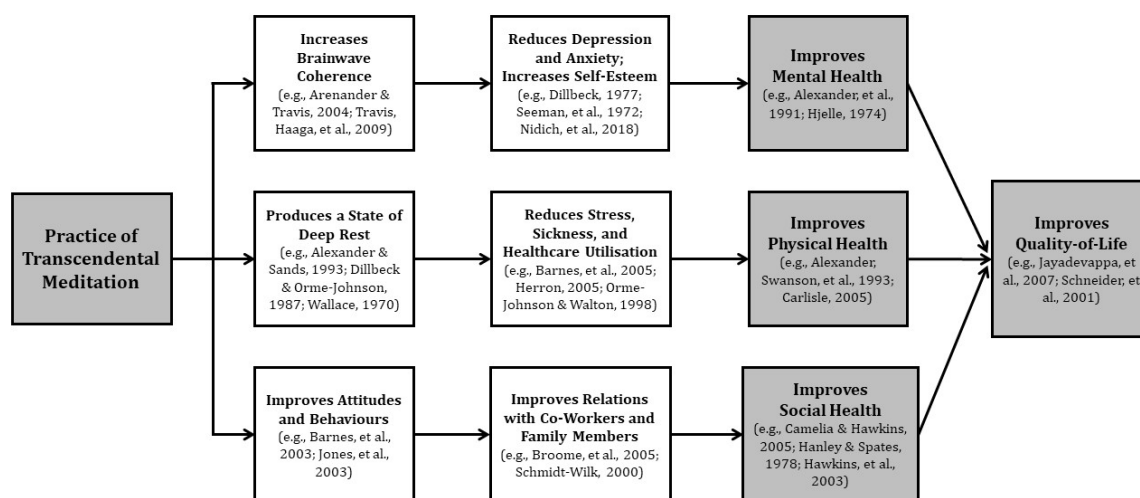 Practice of
Transcendental
Meditation
Increases
Brainwave
Coherence
(e.g., Arenander &
Travis, 2004; Travis,
Haaga, et al., 2009)
Reduces Depression
and Anxiety;
Increases Self-Esteem
(e.g., Dillbeck, 1977;
Seeman, et al., 1972;
Nidich, et al., 2018)
Improves
Mental Health
(e.g., Alexander, et al.,
1991; Hjelle, 1974)
Produces a State of
Deep Rest
(e.g., Alexander &
Sands, 1993; Dillbeck
& Orme-Johnson,
1987; Wallace, 1970)
Reduces Stress,
Sickness, and
Healthcare Utilisation
(e.g., Barnes, et al., 2005;
Herron, 2005; Orme-
Johnson & Walton, 1998)
Improves
Physical Health
(e.g., Alexander,
Swanson, et al., 1993;
Carlisle, 2005)
Improves Attitudes
and Behaviours
(e.g., Barnes, et al.,
2003; Jones, et al.,
2003)
Improves Relations
with Co-Workers and
Family Members
(e.g., Broome, et al., 2005;
Schmidt-Wilk, 2000)
Improves
Social Health
(e.g., Camelia & Hawkins,
2005; Hanley & Spates,
1978; Hawkins, et al.,
2003)
Improves
Quality-of-Life
(e.g., Jayadevappa, et
al., 2007; Schneider, et
al., 2001)